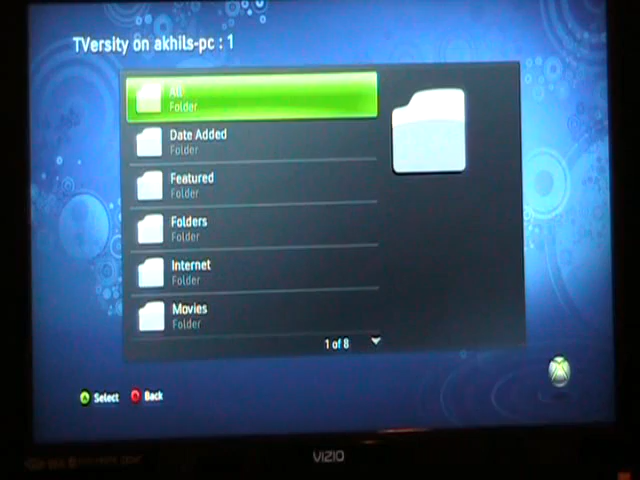 TVersity on akhils-pc : 1
All
Folder
Date Added
Folder
Featured
Folder
Folders
Folder
Internet
Folder
Movies
Folder
1 of 8
A Select B Back
VIZIO